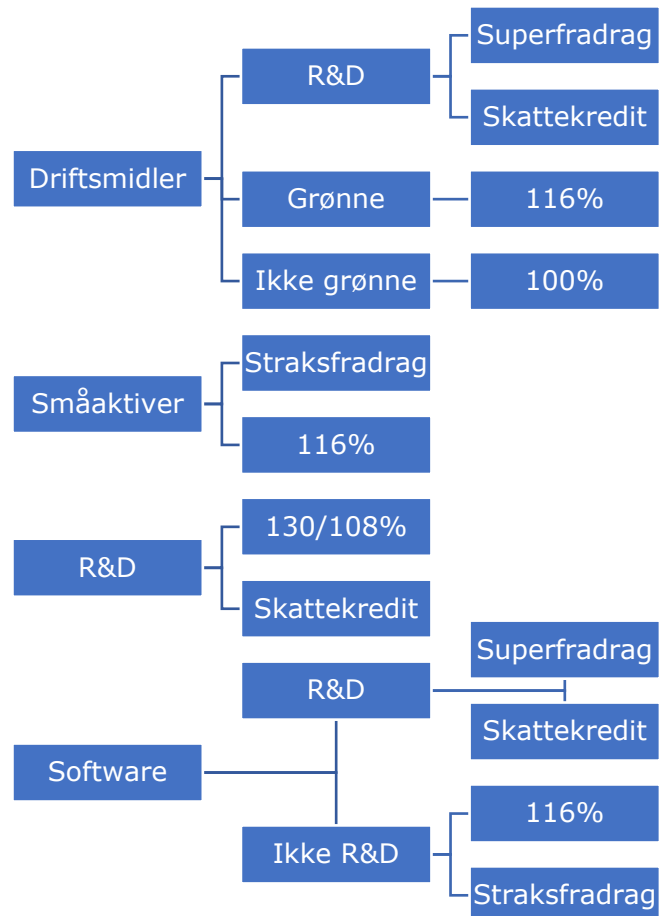 Driftsmidler
R&D
Superfradrag
Skattekredit
Grønne
116%
Ikke grønne
100%
Småaktiver
Straksfradrag
116%
R&D
130/108%
Skattekredit
Software
R&D
Superfradrag
Skattekredit
Ikke R&D
116%
Straksfradrag